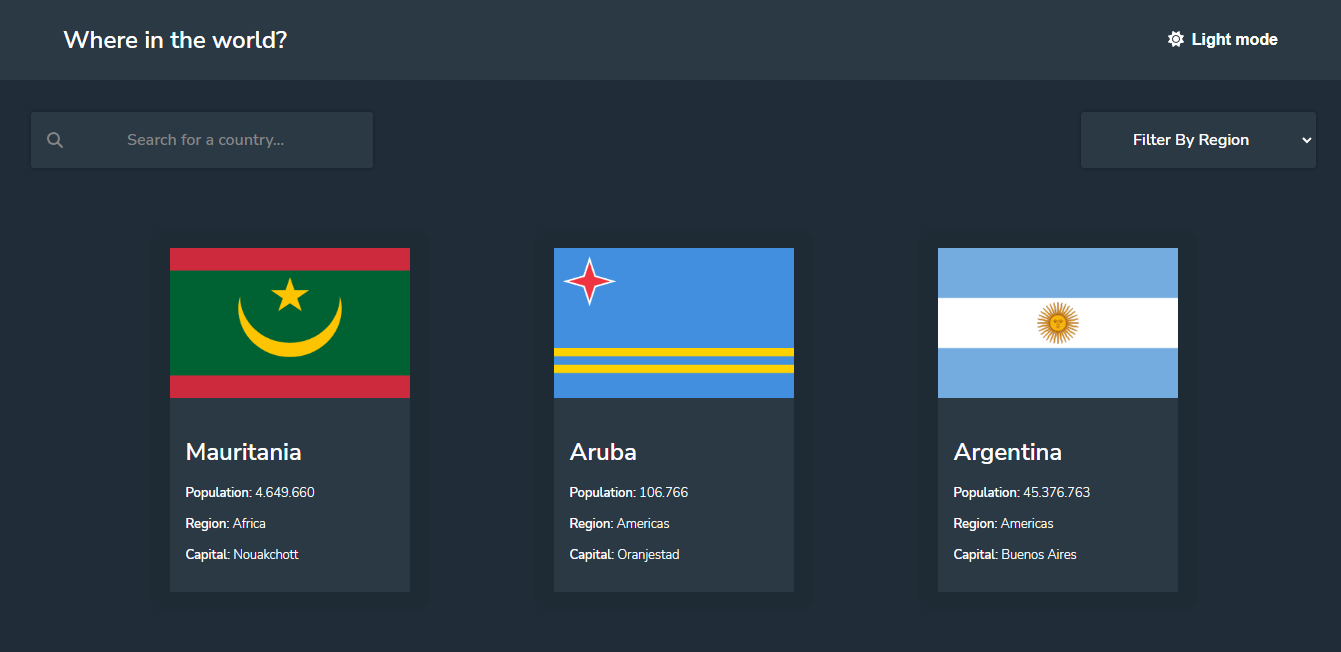 Where in the world?
Light mode
Search for a country...
Filter By Region
Mauritania
Population: 4.649.660
Region: Africa
Capital: Nouakchott
Aruba
Population: 106.766
Region: Americas
Capital: Oranjestad
Argentina
Population: 45.376.763
Region: Americas
Capital: Buenos Aires